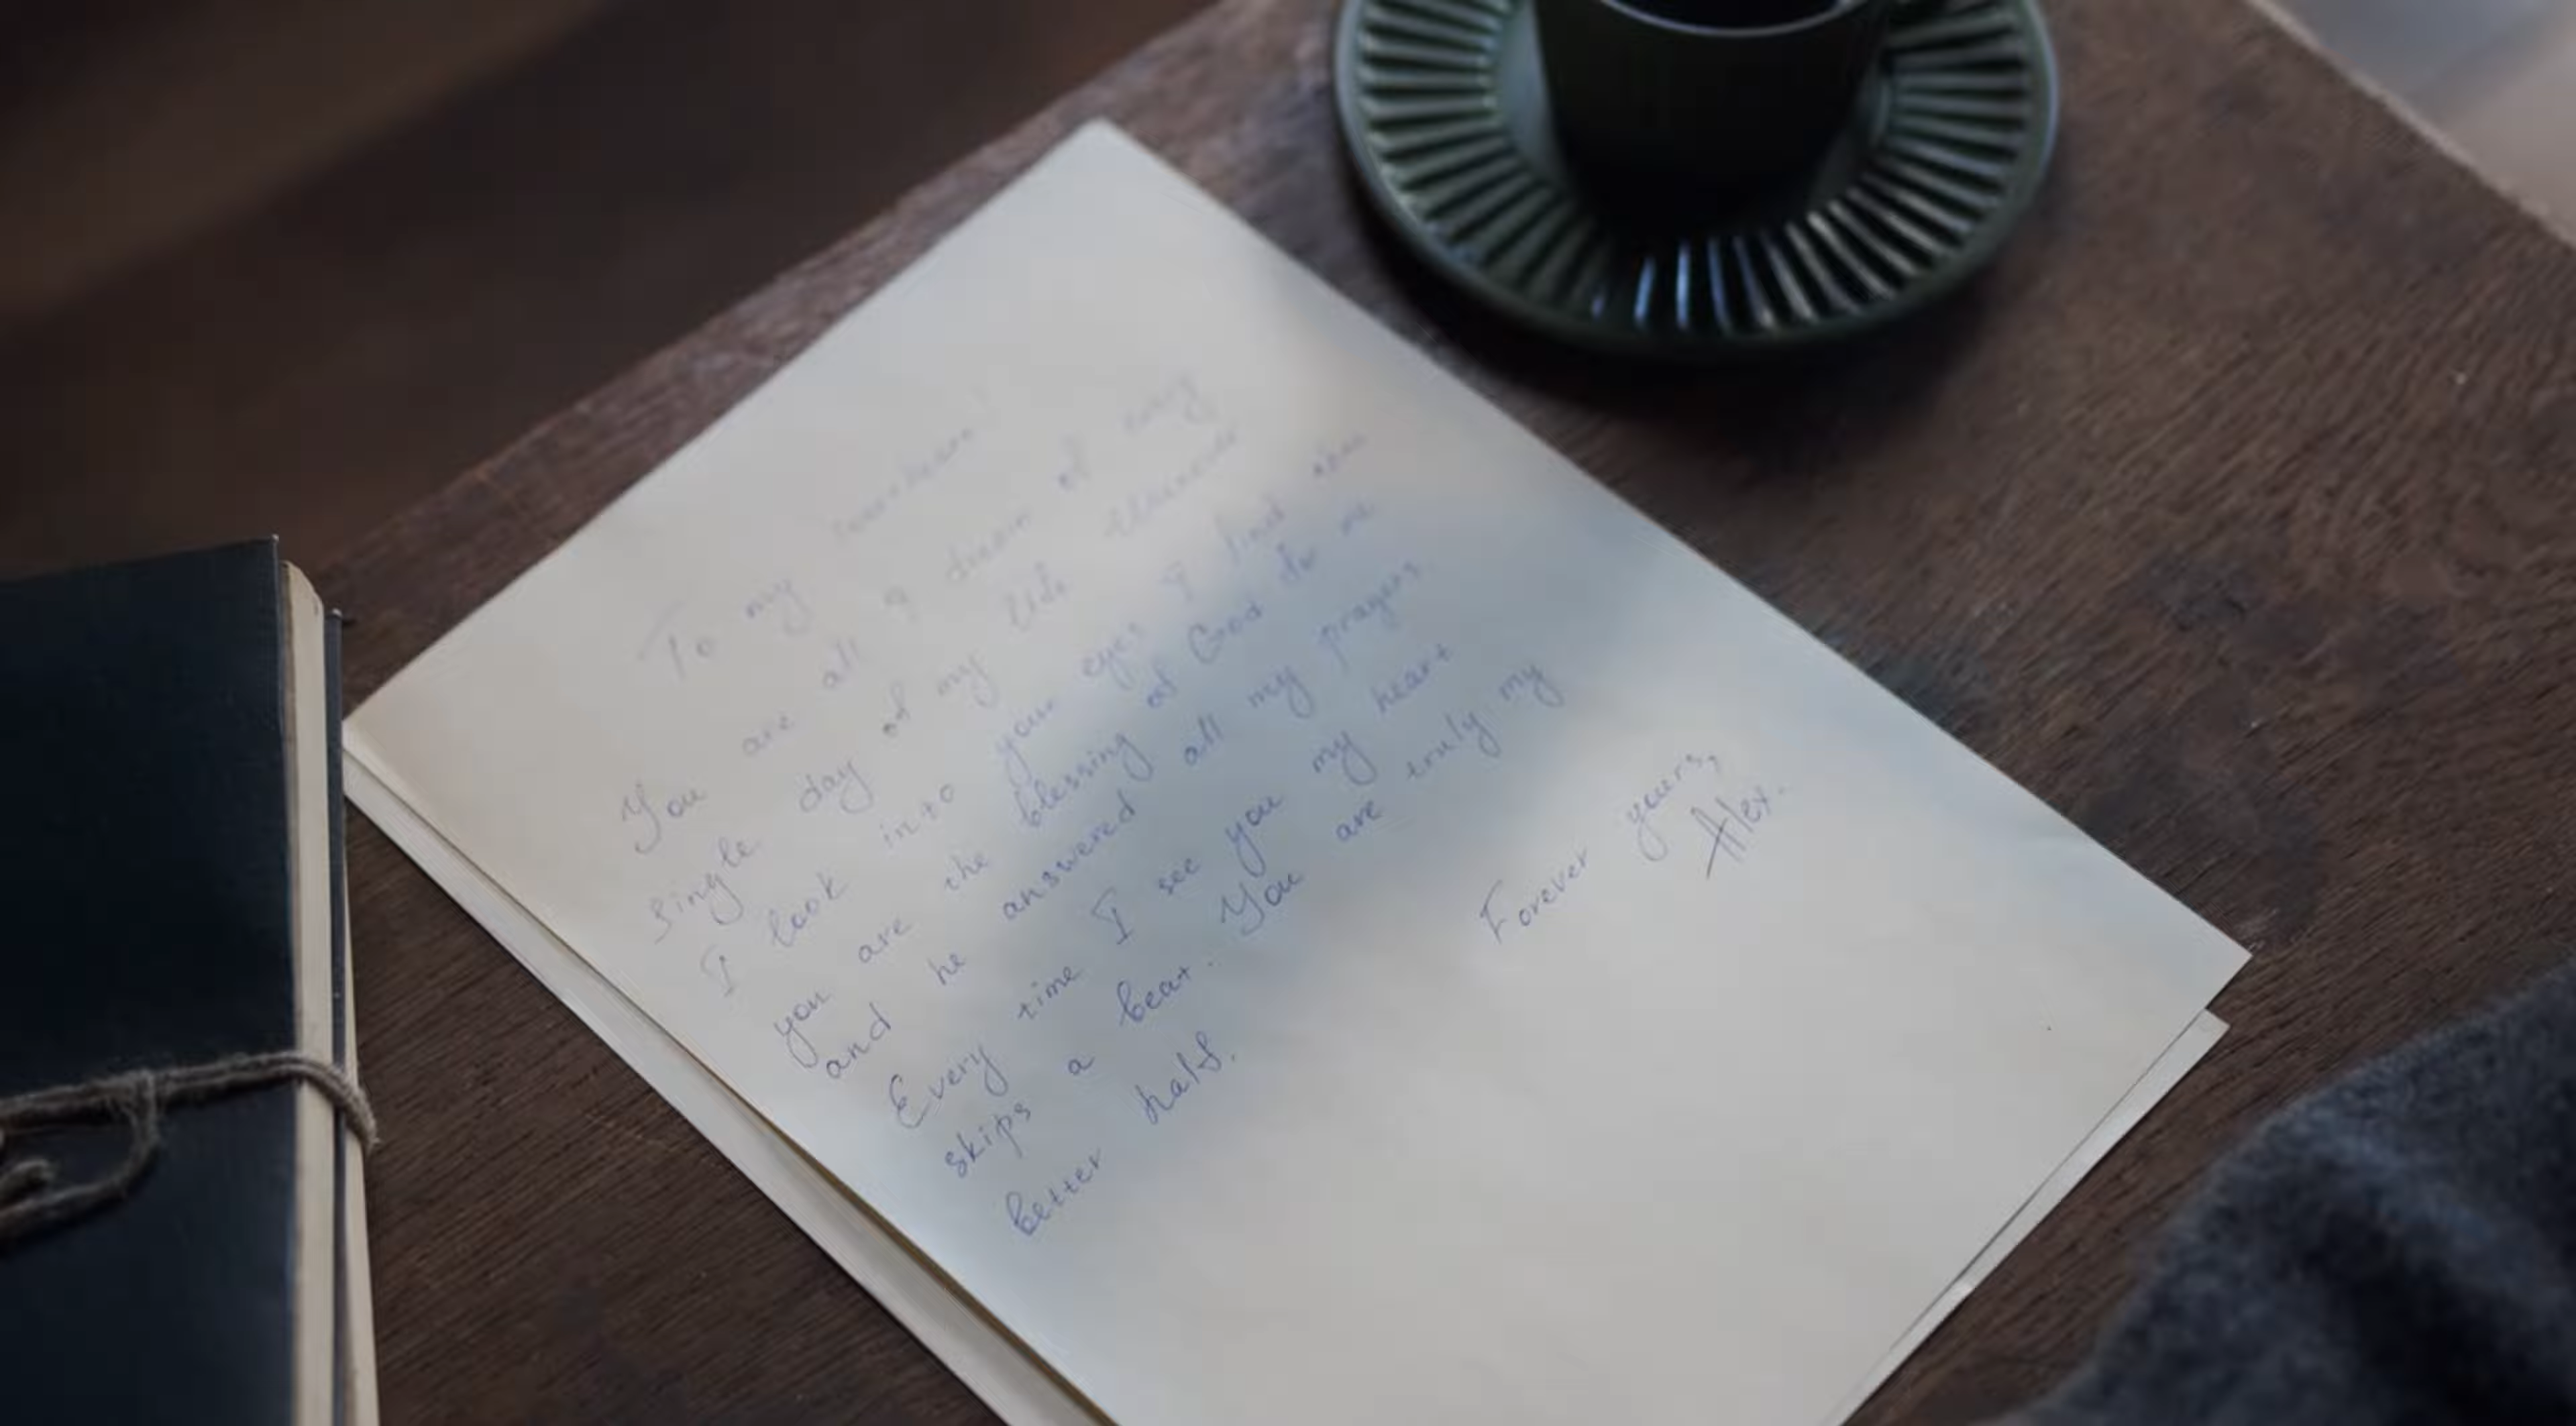 To my
You are all I dream of every
single day of my life
I look into your eyes I find
you are the blessing of God to me
and he answered all my prayers.
Every time I see you my heart
skips a beat. You are truly my
better half.
Forever yours,
Alex.